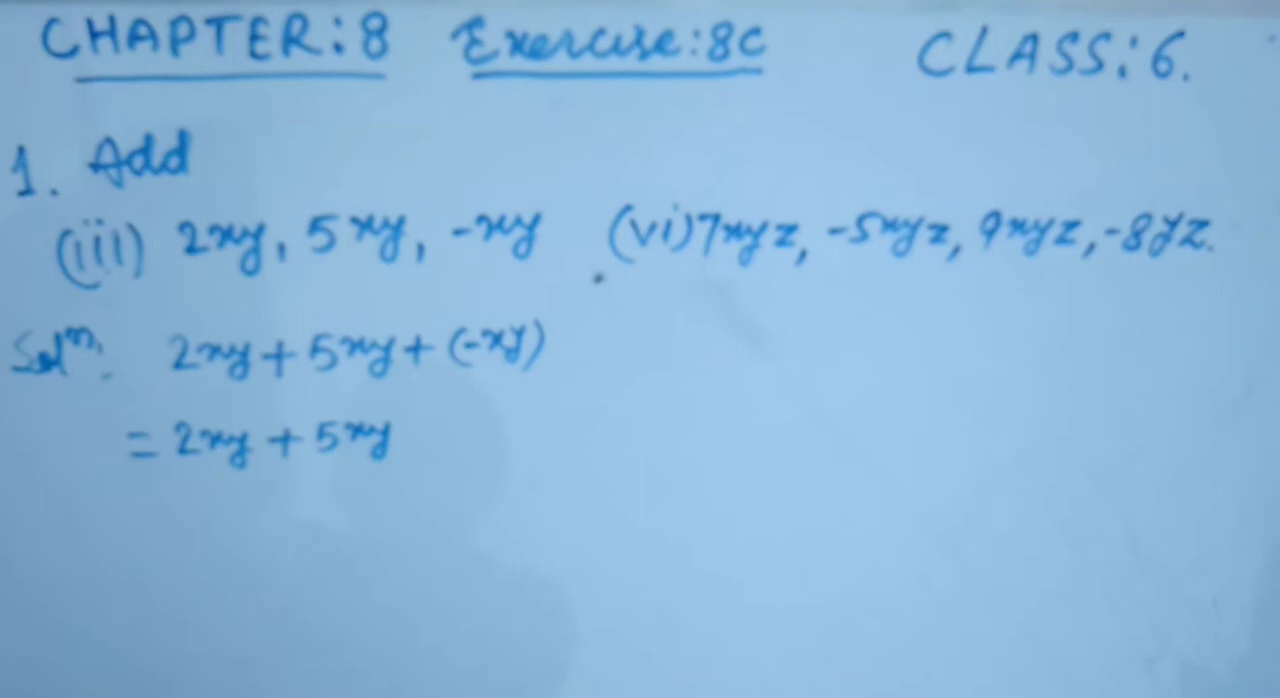 CHAPTER:8 Exercise:8c CLASS:6.
1. Add
(iii) 2xy, 5xy, -xy (vi) 7xyz, -5xyz, 9xyz, -8yz.
Solⁿ. 2xy + 5xy + (-xy)
= 2xy + 5xy